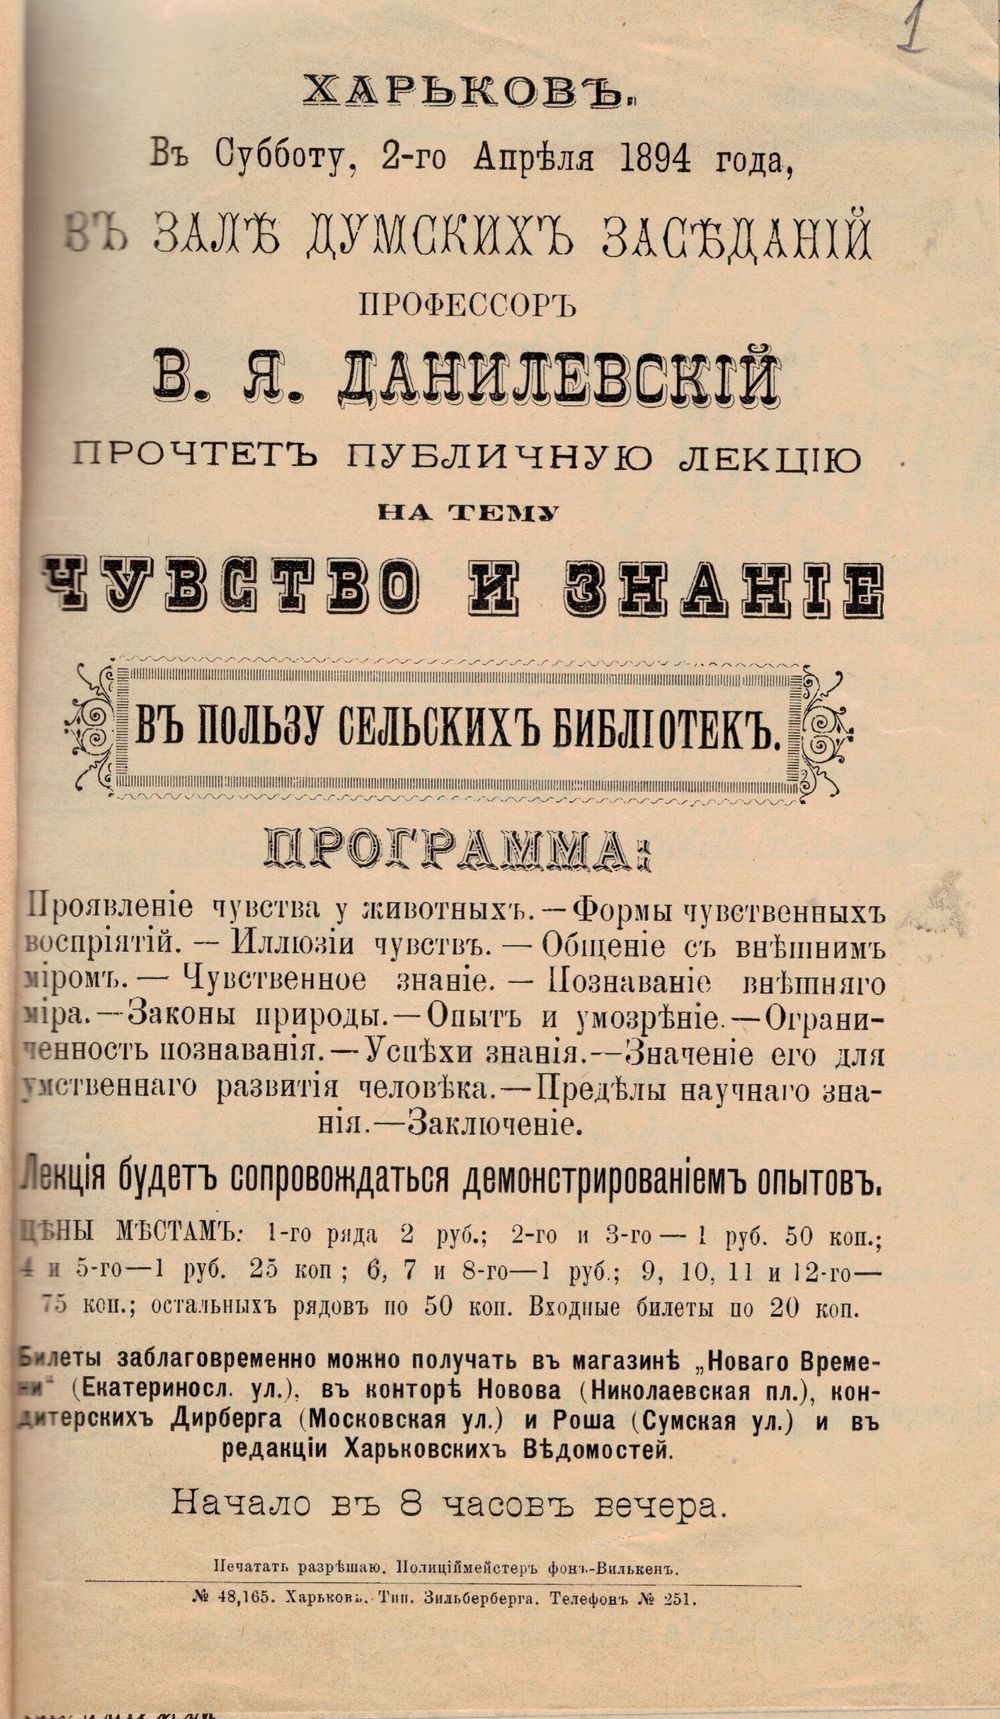 1
ХАРЬКОВЪ.
Въ Субботу, 2-го Апрѣля 1894 года,
ВЪ ЗАЛѢ ДУМСКИХЪ ЗАСѢДАНІЙ
ПРОФЕССОРЪ
В. Я. ДАНИЛЕВСКІЙ
ПРОЧТЕТЪ ПУБЛИЧНУЮ ЛЕКЦІЮ
НА ТЕМУ
ЧУВСТВО И ЗНАНІЕ
ВЪ ПОЛЬЗУ СЕЛЬСКИХЪ БИБЛІОТЕКЪ.
ПРОГРАММА:
Проявленіе чувства у животныхъ.—Формы чувственныхъ
воспріятій. — Иллюзіи чувствъ. — Общеніе съ внѣшнимъ
міромъ. — Чувственное знаніе. — Познаваніе внѣшняго
міра.—Законы природы.—Опытъ и умозрѣніе.—Ограни-
ченность познаванія.—Успѣхи знанія.—Значеніе его для
умственнаго развитія человѣка.—Предѣлы научнаго зна-
нія.—Заключеніе.
Лекція будетъ сопровождаться демонстрированіемъ опытовъ.
ЦѢНЫ МѢСТАМЪ: 1-го ряда 2 руб.; 2-го и 3-го — 1 руб. 50 коп.;
4 и 5-го—1 руб. 25 коп ; 6, 7 и 8-го—1 руб.; 9, 10, 11 и 12-го—
75 коп.; остальныхъ рядовъ по 50 коп. Входные билеты по 20 коп.
Билеты заблаговременно можно получать въ магазинѣ „Новаго Време-
ни“ (Екатериносл. ул.), въ конторѣ Новова (Николаевская пл.), кон-
дитерскихъ Дирберга (Московская ул.) и Роша (Сумская ул.) и въ
редакціи Харьковскихъ Вѣдомостей.
Начало въ 8 часовъ вечера.
Печатать разрѣшаю. Полиціймейстеръ фонъ-Вилькенъ.
№ 48,165. Харьковъ. Тип. Зильберберга. Телефонъ № 251.